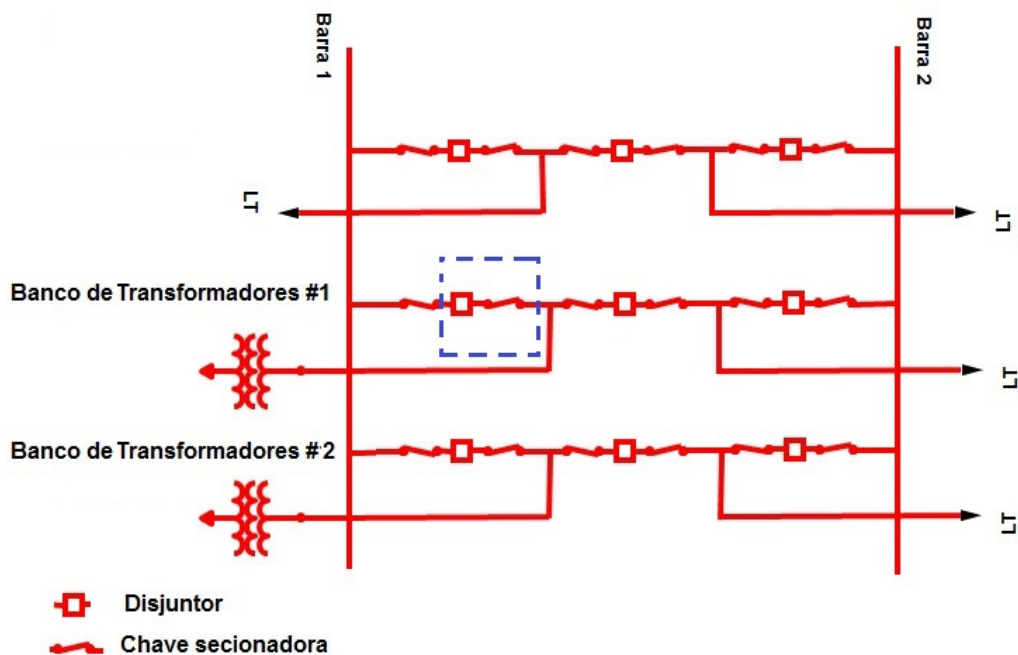 Barra 1
Barra 2
LT
LT
Banco de Transformadores #1
LT
Banco de Transformadores #2
LT
Disjuntor
Chave secionadora